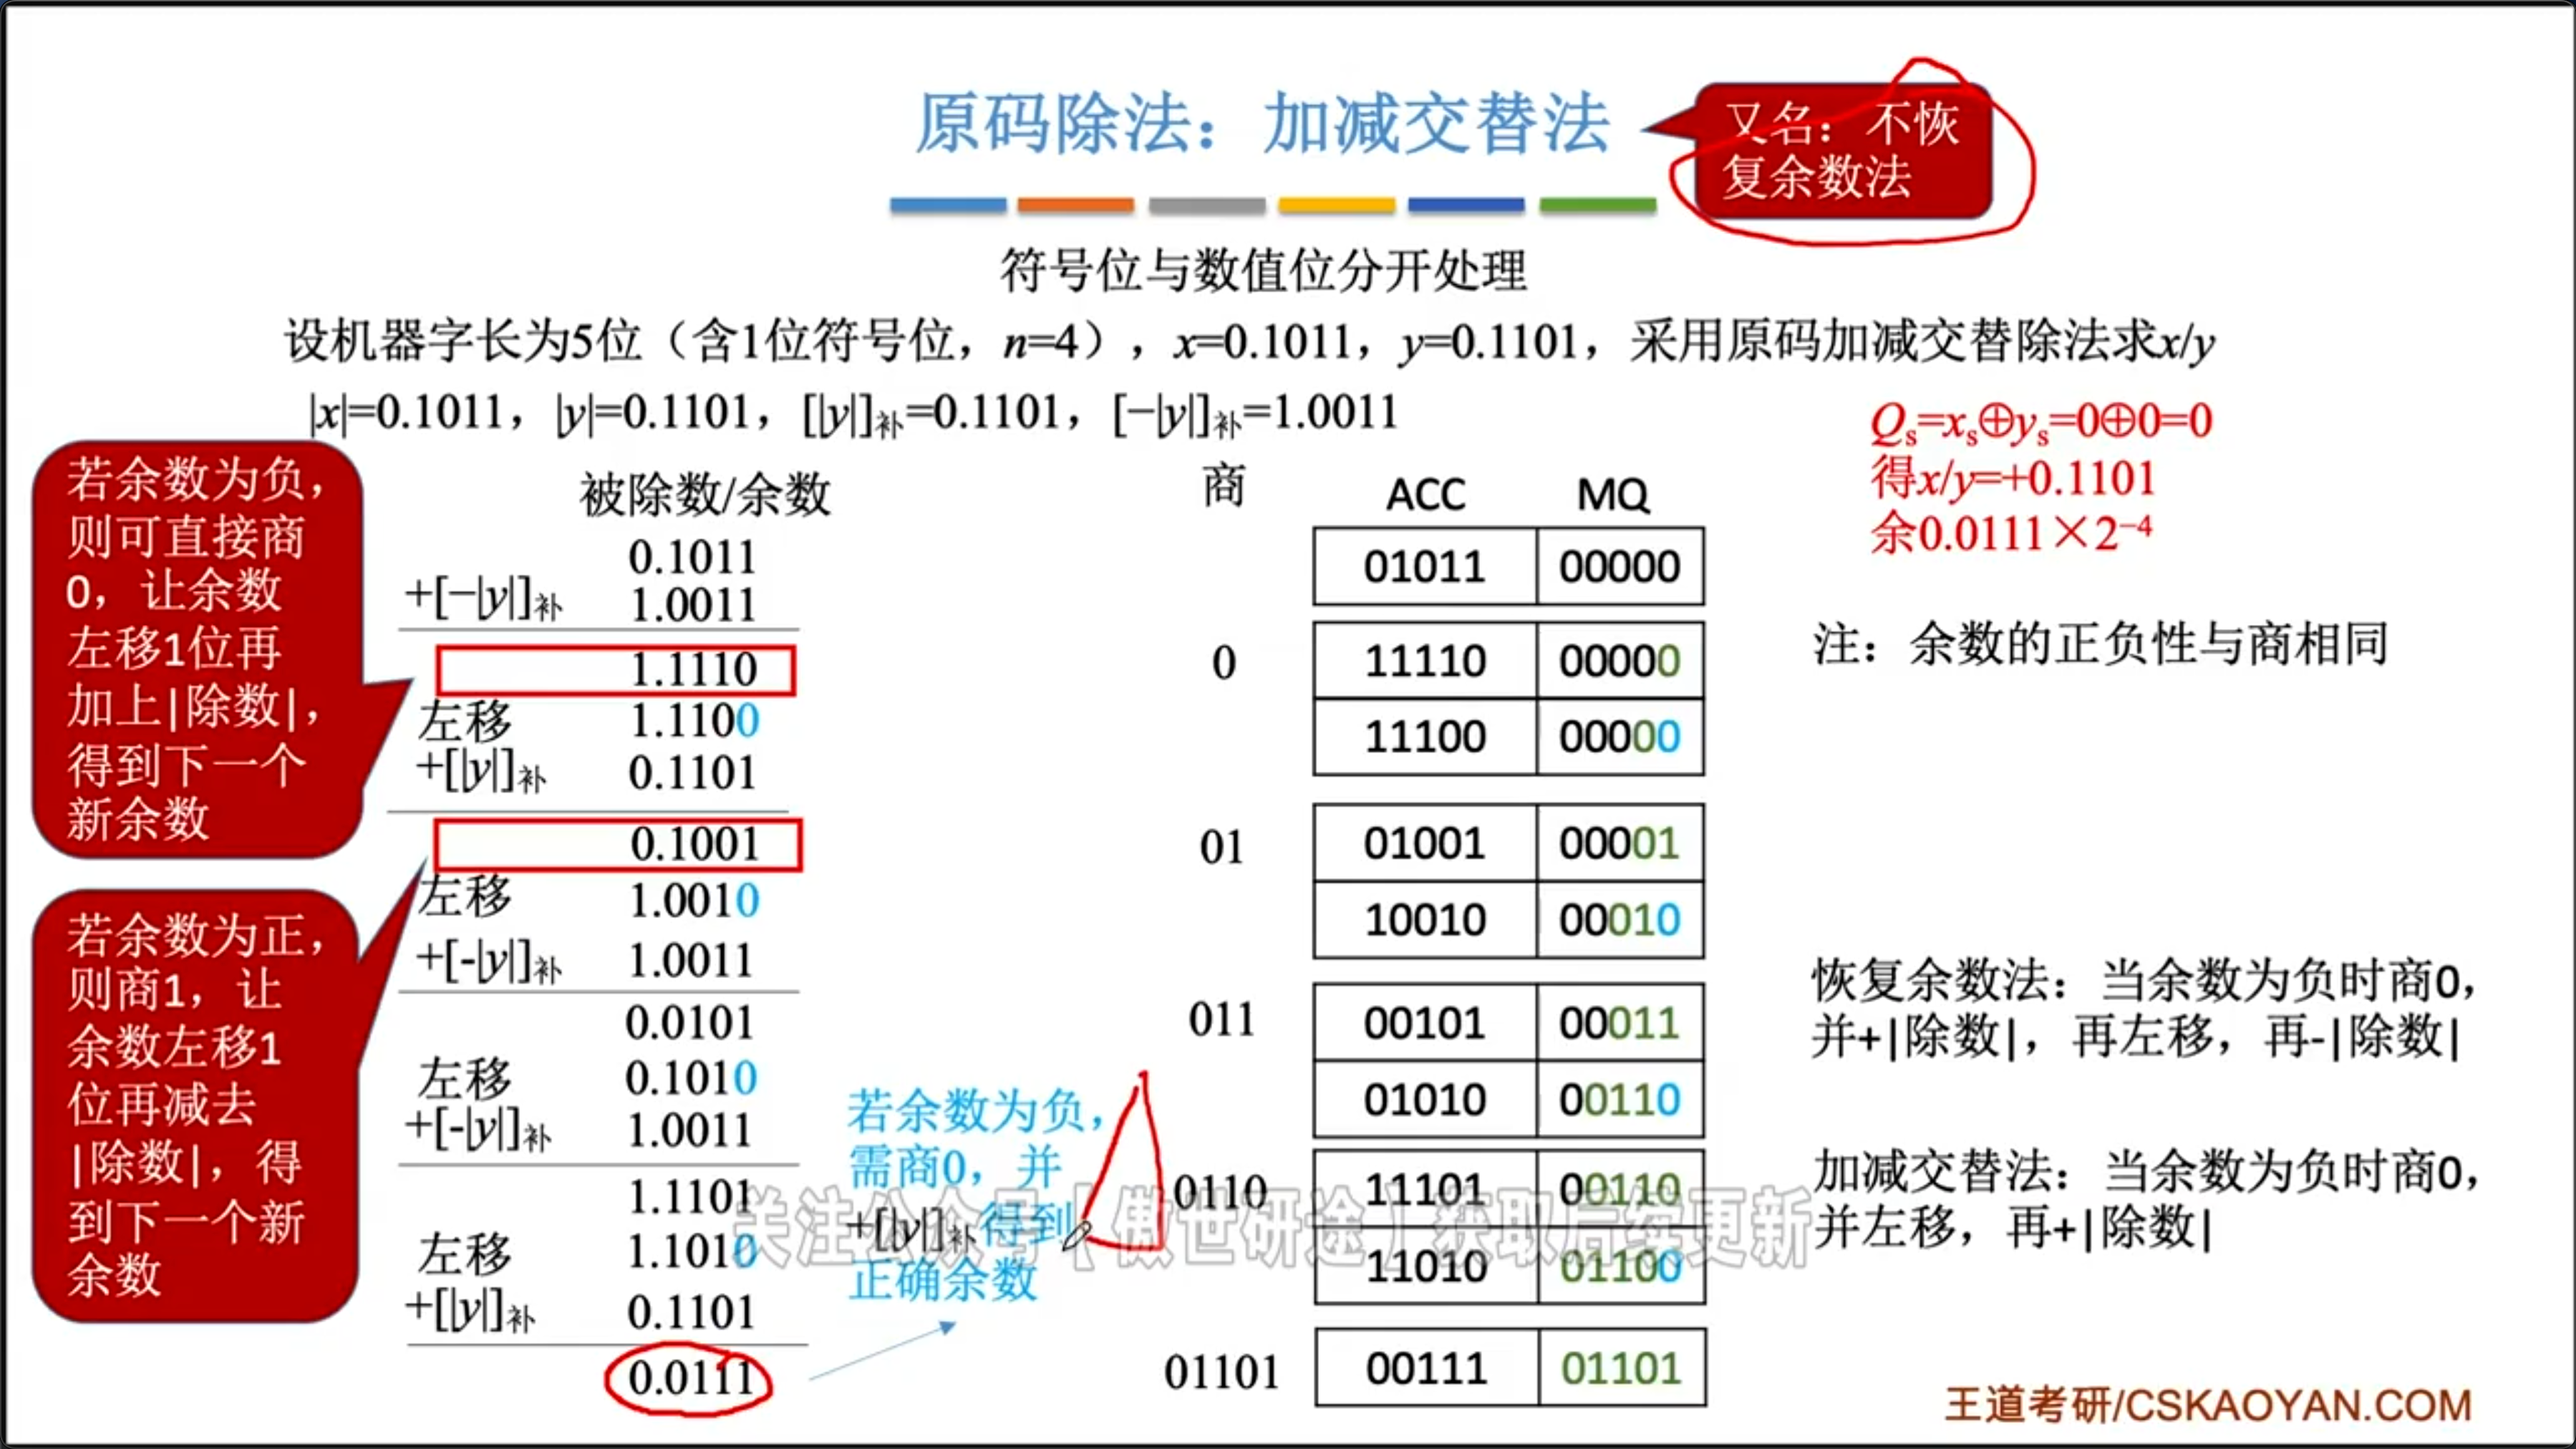 原码除法：加减交替法
又名：不恢
复余数法
符号位与数值位分开处理
设机器字长为5位（含1位符号位，n=4），x=0.1011，y=0.1101，采用原码加减交替除法求x/y
|x|=0.1011，|y|=0.1101，[|y|]补=0.1101，[−|y|]补=1.0011
Qs=xs⊕ys=0⊕0=0
得x/y=+0.1101
余0.0111×2−4
注：余数的正负性与商相同
若余数为负，
则可直接商
0，让余数
左移1位再
加上|除数|，
得到下一个
新余数
若余数为正，
则商1，让
余数左移1
位再减去
|除数|，得
到下一个新
余数
被除数/余数
0.1011
+[−|y|]补 1.0011
1.1110
左移 1.1100
+[|y|]补 0.1101
0.1001
左移 1.0010
+[-|y|]补 1.0011
0.0101
左移 0.1010
+[-|y|]补 1.0011
1.1101
左移 1.1010
+[|y|]补 0.1101
0.0111
若余数为负，
需商0，并
+[|y|]补得到
正确余数
商 ACC MQ
01011 00000
0 11110 00000
11100 00000
01 01001 00001
10010 00010
011 00101 00011
01010 00110
0110 11101 00110
11010 01100
01101 00111 01101
恢复余数法：当余数为负时商0，
并+|除数|，再左移，再-|除数|
加减交替法：当余数为负时商0，
并左移，再+|除数|
关注公众号【傲世研途】获取后续更新
王道考研/CSKAOYAN.COM